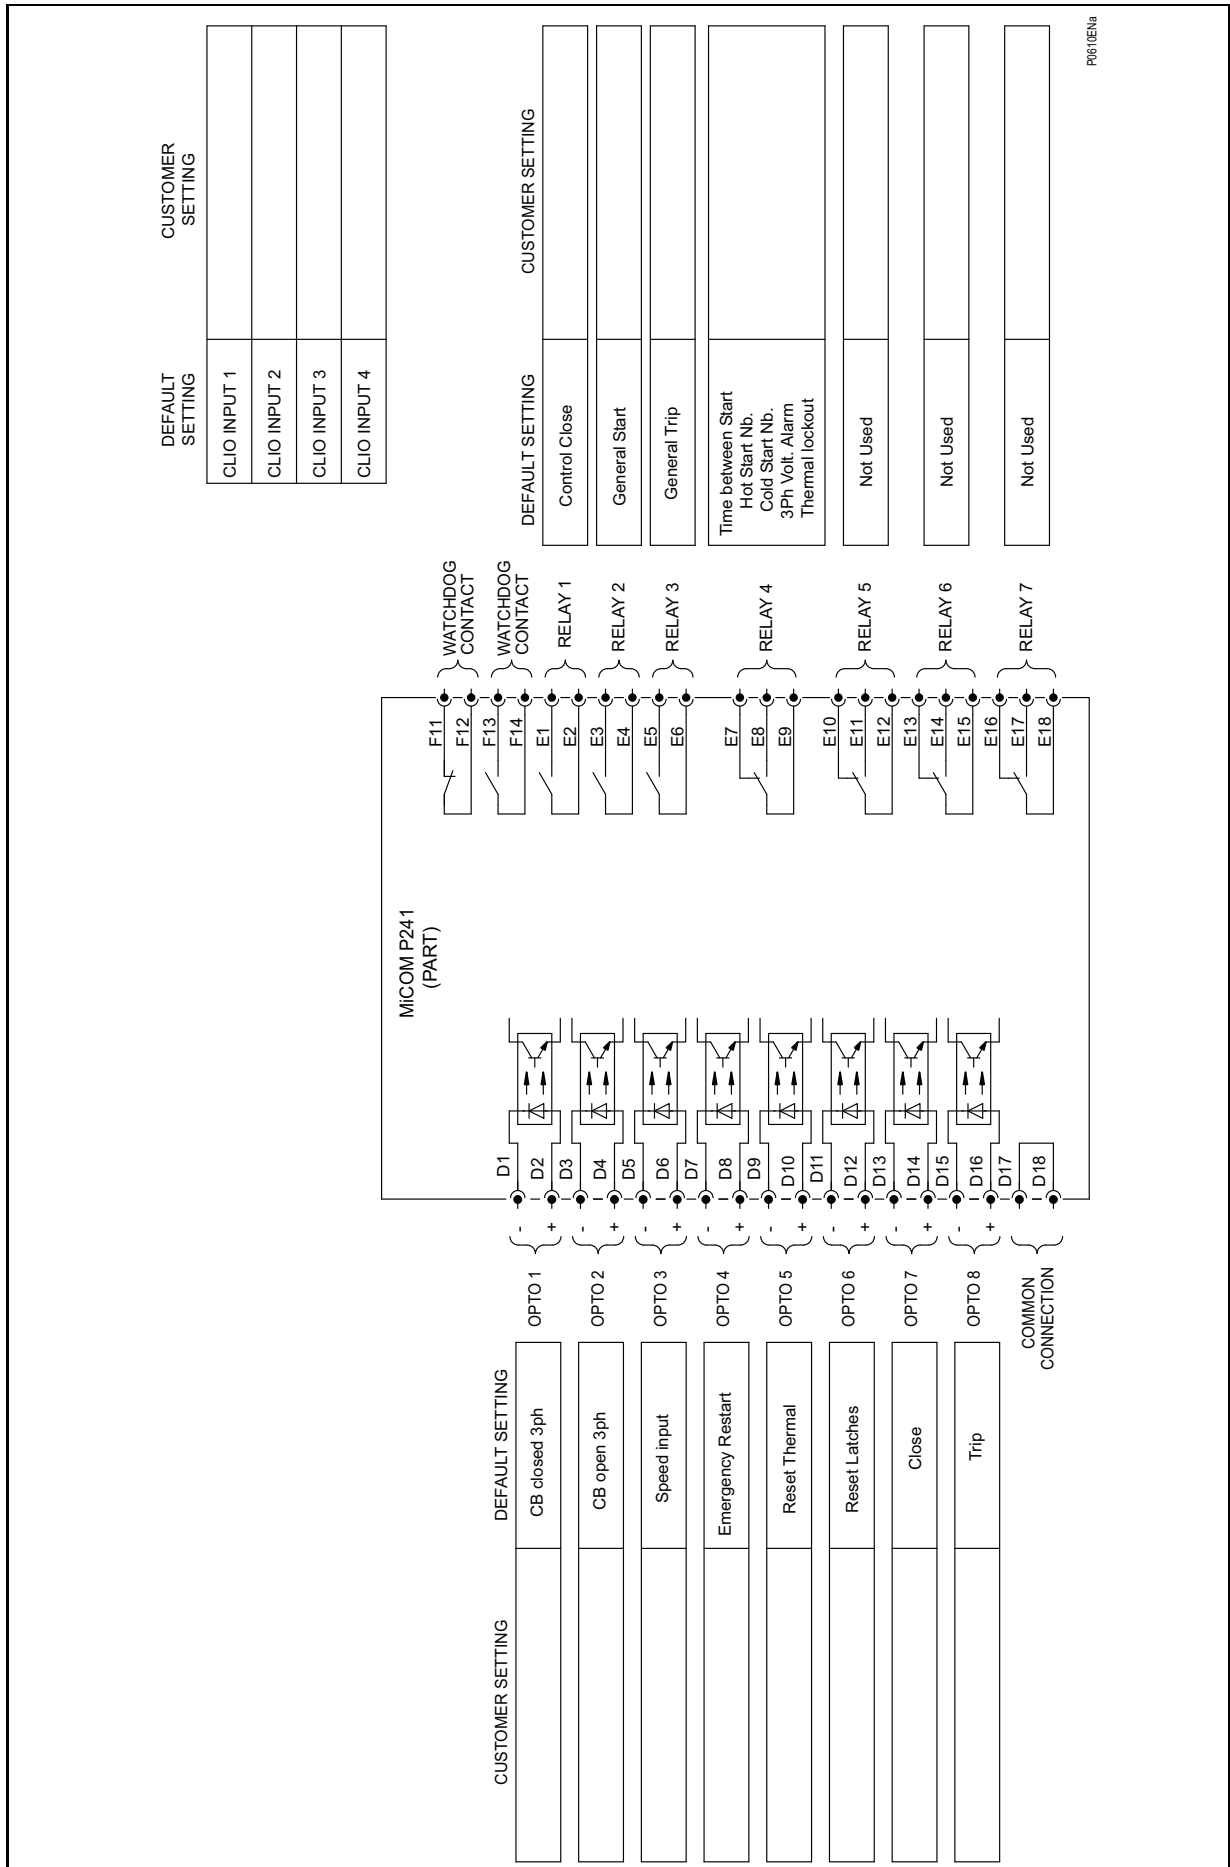 DEFAULT
SETTING
CUSTOMER
SETTING
CLIO INPUT 1
CLIO INPUT 2
CLIO INPUT 3
CLIO INPUT 4
MiCOM P241
(PART)
CUSTOMER SETTING
DEFAULT SETTING
CB closed 3ph
OPTO 1
-
+
D1
D2
CB open 3ph
OPTO 2
-
+
D3
D4
Speed input
OPTO 3
-
+
D5
D6
Emergency Restart
OPTO 4
-
+
D7
D8
Reset Thermal
OPTO 5
-
+
D9
D10
Reset Latches
OPTO 6
-
+
D11
D12
Close
OPTO 7
-
+
D13
D14
Trip
OPTO 8
-
+
D15
D16
COMMON
CONNECTION
D17
D18
F11
F12
WATCHDOG
CONTACT
F13
F14
WATCHDOG
CONTACT
DEFAULT SETTING
CUSTOMER SETTING
E1
E2
RELAY 1
Control Close
E3
E4
RELAY 2
General Start
E5
E6
RELAY 3
General Trip
E7
E8
E9
RELAY 4
Time between Start
Hot Start Nb.
Cold Start Nb.
3Ph Volt. Alarm
Thermal lockout
E10
E11
E12
RELAY 5
Not Used
E13
E14
E15
RELAY 6
Not Used
E16
E17
E18
RELAY 7
Not Used
P0610ENa